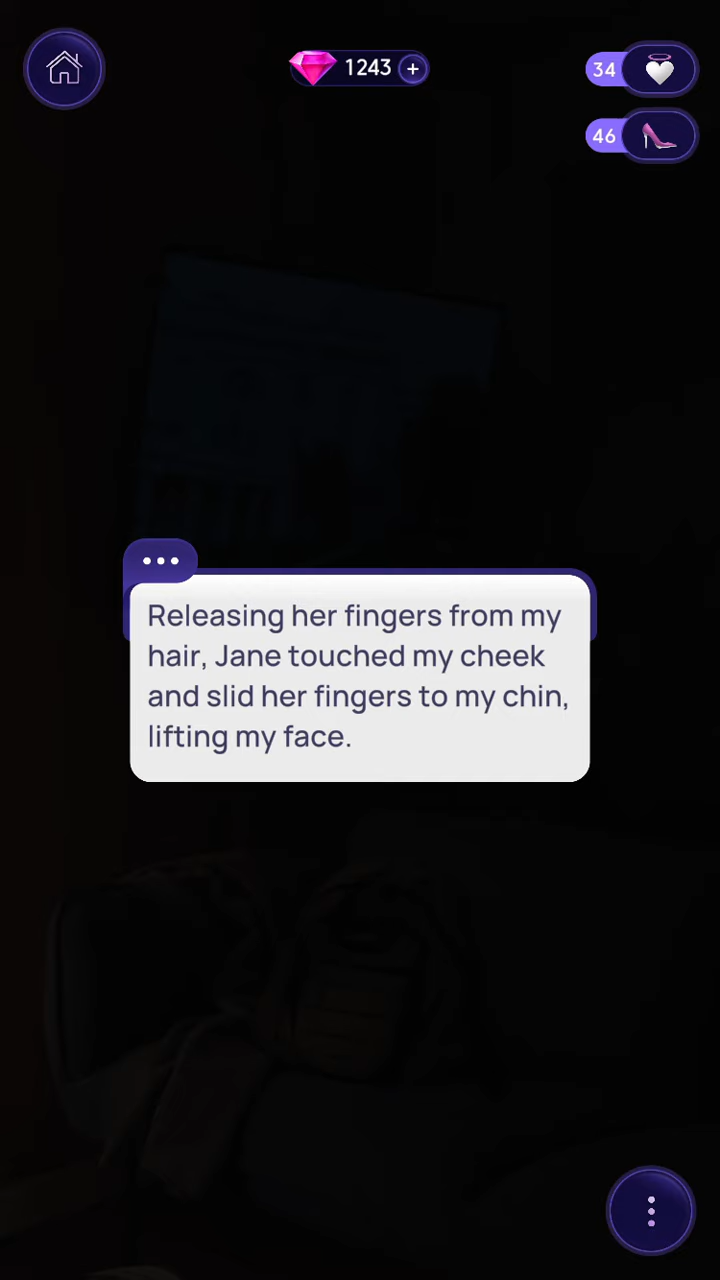 1243 +
34
46
Releasing her fingers from my
hair, Jane touched my cheek
and slid her fingers to my chin,
lifting my face.